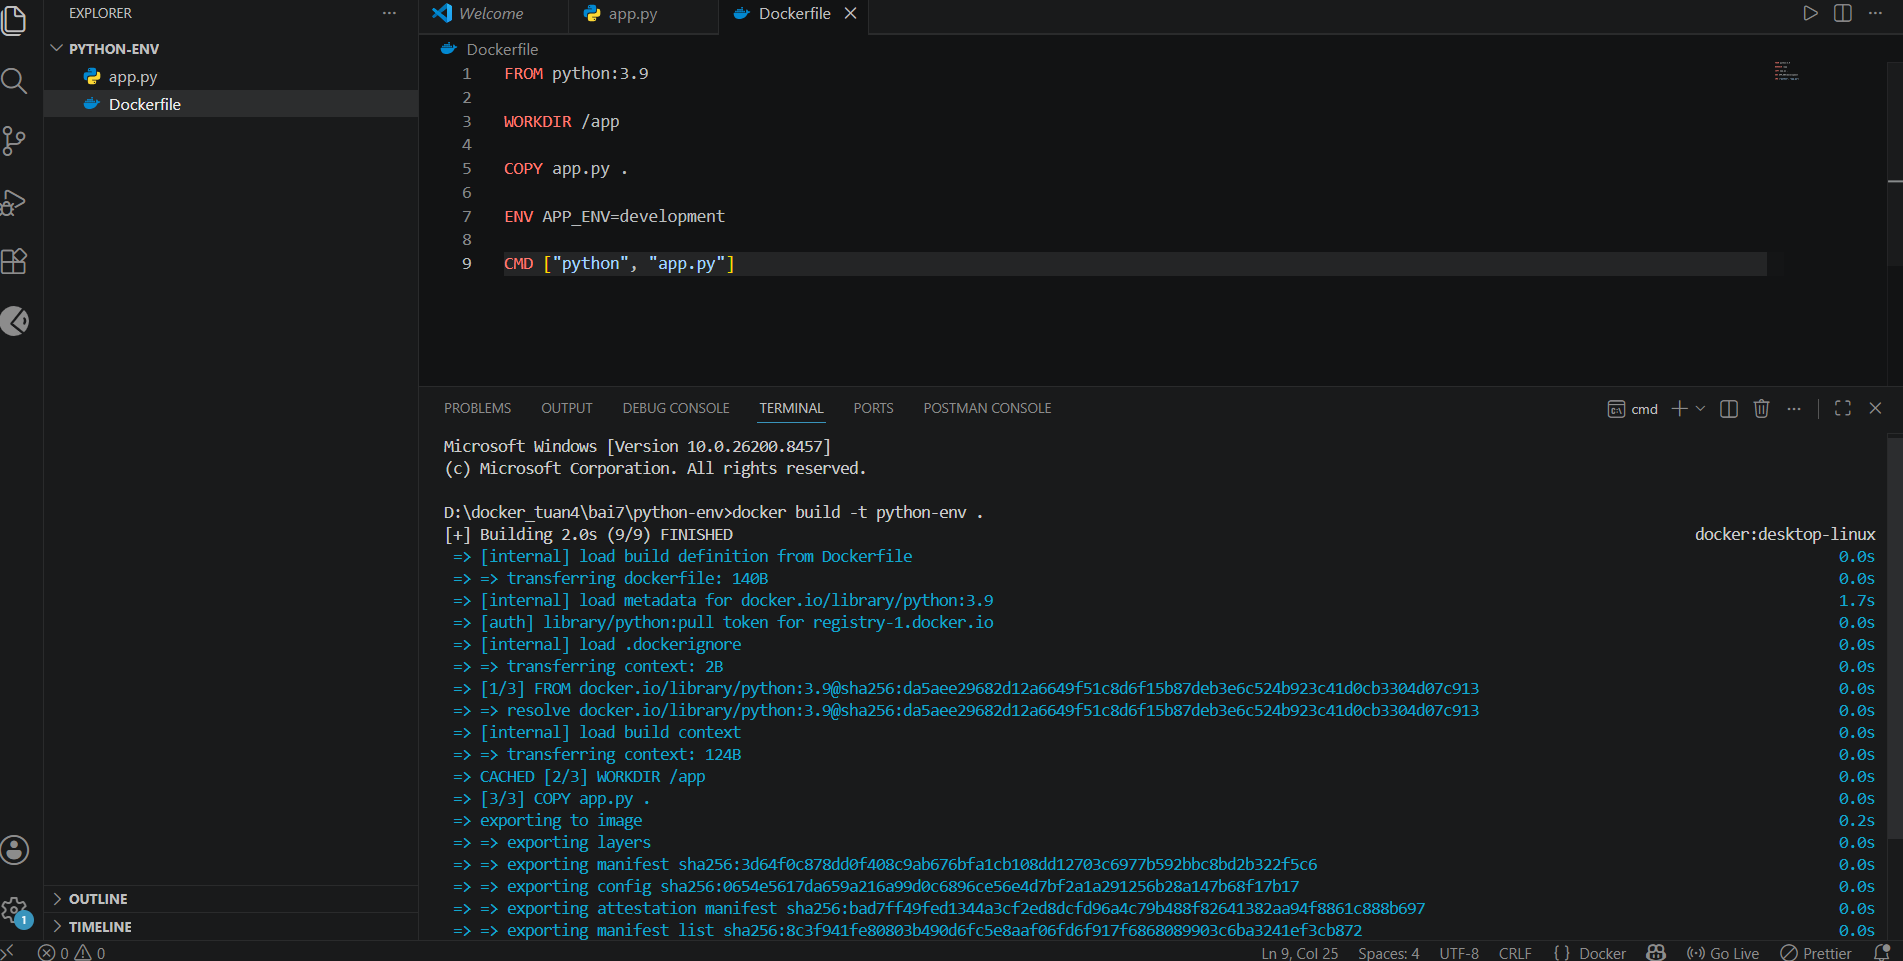 EXPLORER
PYTHON-ENV
app.py
Dockerfile
OUTLINE
TIMELINE
Welcome
app.py
Dockerfile
Dockerfile
1 FROM python:3.9
2
3 WORKDIR /app
4
5 COPY app.py .
6
7 ENV APP_ENV=development
8
9 CMD ["python", "app.py"]
PROBLEMS OUTPUT DEBUG CONSOLE TERMINAL PORTS POSTMAN CONSOLE
cmd
Microsoft Windows [Version 10.0.26200.8457]
(c) Microsoft Corporation. All rights reserved.
D:\docker_tuan4\bai7\python-env>docker build -t python-env .
[+] Building 2.0s (9/9) FINISHED docker:desktop-linux
=> [internal] load build definition from Dockerfile 0.0s
=> => transferring dockerfile: 140B 0.0s
=> [internal] load metadata for docker.io/library/python:3.9 1.7s
=> [auth] library/python:pull token for registry-1.docker.io 0.0s
=> [internal] load .dockerignore 0.0s
=> => transferring context: 2B 0.0s
=> [1/3] FROM docker.io/library/python:3.9@sha256:da5aee29682d12a6649f51c8d6f15b87deb3e6c524b923c41d0cb3304d07c913 0.0s
=> => resolve docker.io/library/python:3.9@sha256:da5aee29682d12a6649f51c8d6f15b87deb3e6c524b923c41d0cb3304d07c913 0.0s
=> [internal] load build context 0.0s
=> => transferring context: 124B 0.0s
=> CACHED [2/3] WORKDIR /app 0.0s
=> [3/3] COPY app.py . 0.0s
=> exporting to image 0.2s
=> => exporting layers 0.0s
=> => exporting manifest sha256:3d64f0c878dd0f408c9ab676bfa1cb108dd12703c6977b592bbc8bd2b322f5c6 0.0s
=> => exporting config sha256:0654e5617da659a216a99d0c6896ce56e4d7bf2a1a291256b28a147b68f17b17 0.0s
=> => exporting attestation manifest sha256:bad7ff49fed1344a3cf2ed8dcfd96a4c79b488f82641382aa94f8861c888b697 0.0s
=> => exporting manifest list sha256:8c3f941fe80803b490d6fc5e8aaf06fd6f917f6868089903c6ba3241ef3cb872 0.0s
1
0 0 Ln 9, Col 25 Spaces: 4 UTF-8 CRLF { } Docker Go Live Prettier